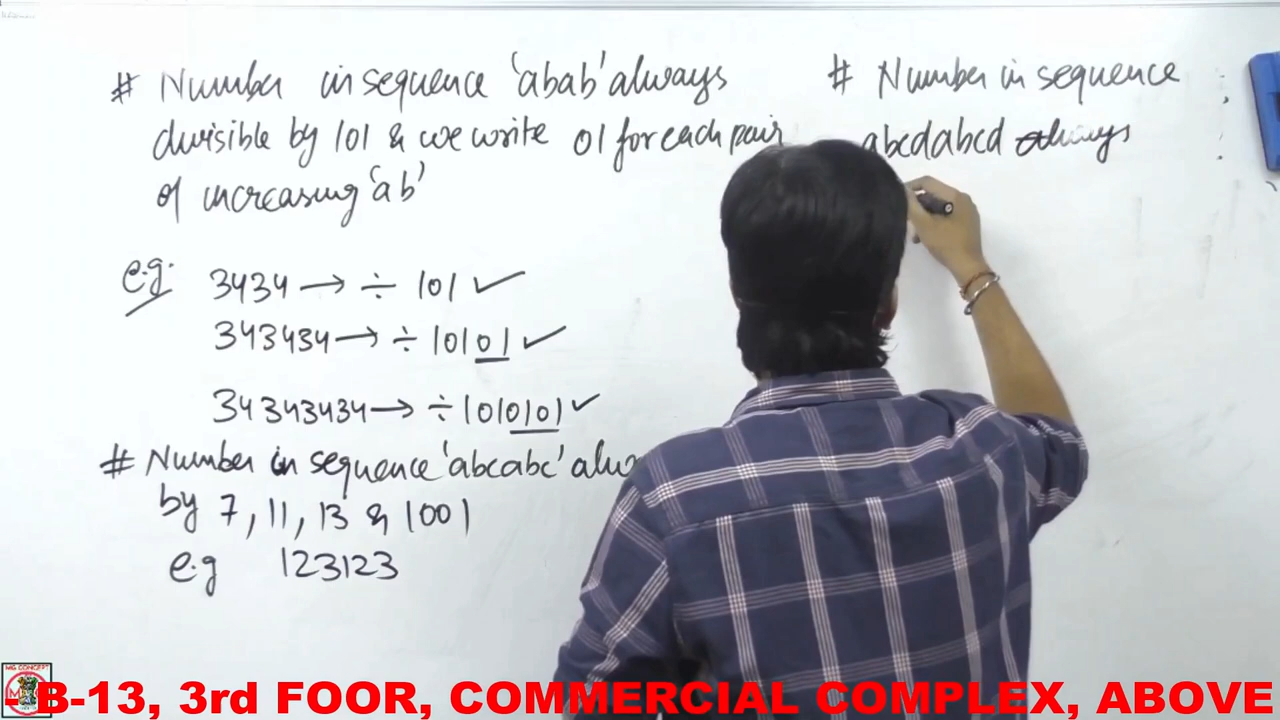 # Number in sequence 'abab' always
divisible by 101 & we write 01 for each pair
of increasing 'ab'
e.g.
3434 → ÷ 101 ✓
343434 → ÷ 10101 ✓
34343434 → ÷ 1010101 ✓
# Number in sequence 'abcabc'
by 7, 11, 13 & 1001
e.g 123123
# Number in sequence
abcdabcd always
MG CONCEPT
B-13, 3rd FOOR, COMMERCIAL COMPLEX, ABOVE